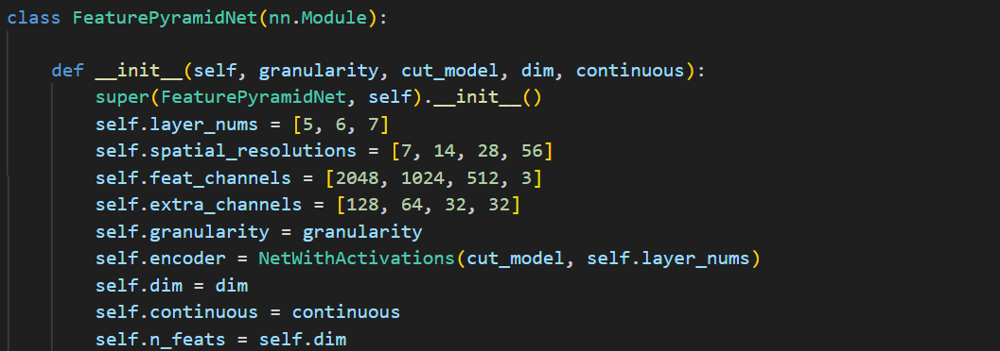 class FeaturePyramidNet(nn.Module):
def __init__(self, granularity, cut_model, dim, continuous):
super(FeaturePyramidNet, self).__init__()
self.layer_nums = [5, 6, 7]
self.spatial_resolutions = [7, 14, 28, 56]
self.feat_channels = [2048, 1024, 512, 3]
self.extra_channels = [128, 64, 32, 32]
self.granularity = granularity
self.encoder = NetWithActivations(cut_model, self.layer_nums)
self.dim = dim
self.continuous = continuous
self.n_feats = self.dim